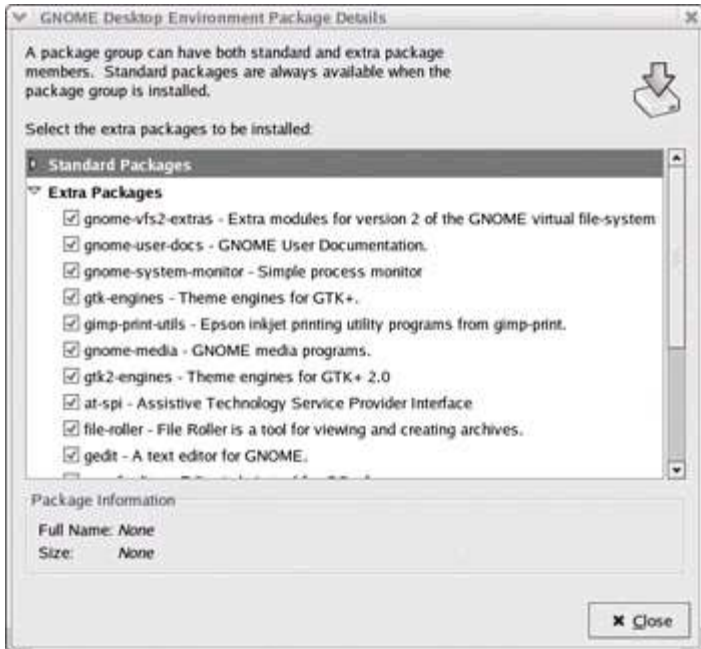 GNOME Desktop Environment Package Details
A package group can have both standard and extra package
members. Standard packages are always available when the
package group is installed.
Select the extra packages to be installed:
Standard Packages
Extra Packages
gnome-vfs2-extras - Extra modules for version 2 of the GNOME virtual file-system
gnome-user-docs - GNOME User Documentation.
gnome-system-monitor - Simple process monitor
gtk-engines - Theme engines for GTK+.
gimp-print-utils - Epson inkjet printing utility programs from gimp-print.
gnome-media - GNOME media programs.
gtk2-engines - Theme engines for GTK+ 2.0
at-spi - Assistive Technology Service Provider Interface
file-roller - File Roller is a tool for viewing and creating archives.
gedit - A text editor for GNOME.
Package Information
Full Name: None
Size: None
Close